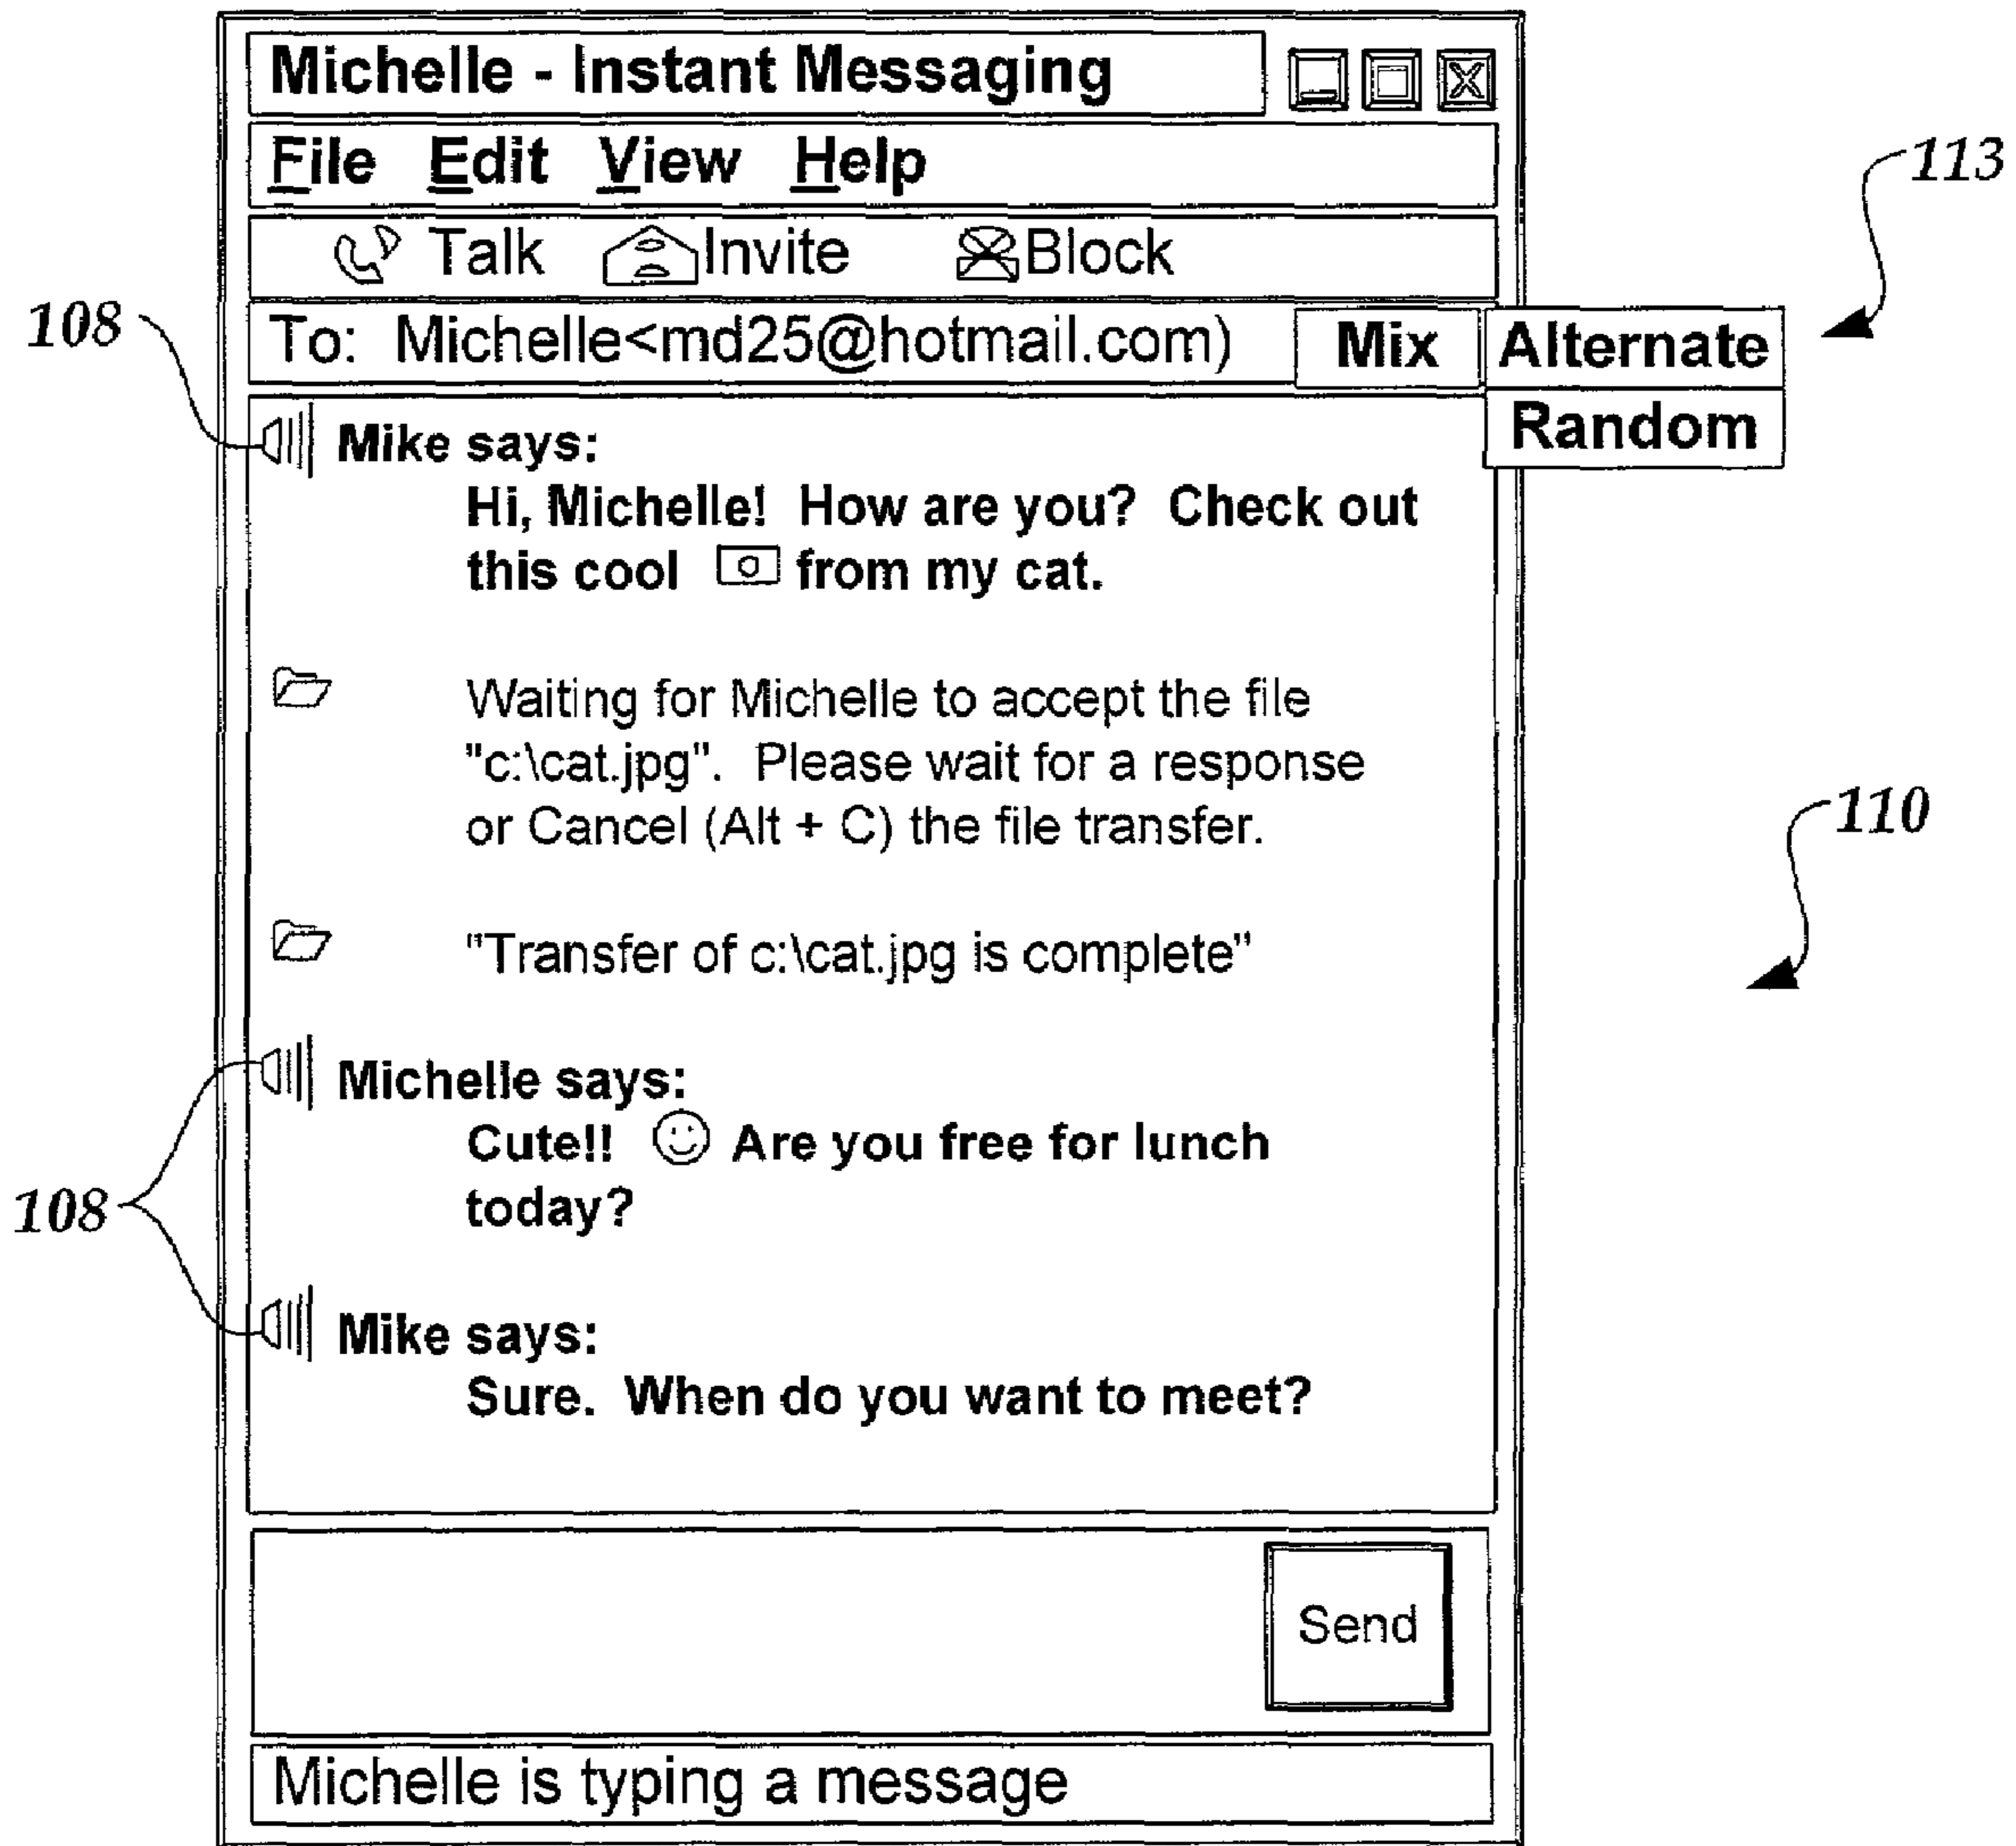 Michelle - Instant Messaging
File Edit View Help
113
Talk Invite Block
108
To: Michelle<md25@hotmail.com) Mix Alternate
Random
Mike says:
Hi, Michelle! How are you? Check out
this cool from my cat.
Waiting for Michelle to accept the file
"c:\cat.jpg". Please wait for a response
or Cancel (Alt + C) the file transfer.
110
"Transfer of c:\cat.jpg is complete"
Michelle says:
Cute!! Are you free for lunch
today?
108
Mike says:
Sure. When do you want to meet?
Send
Michelle is typing a message